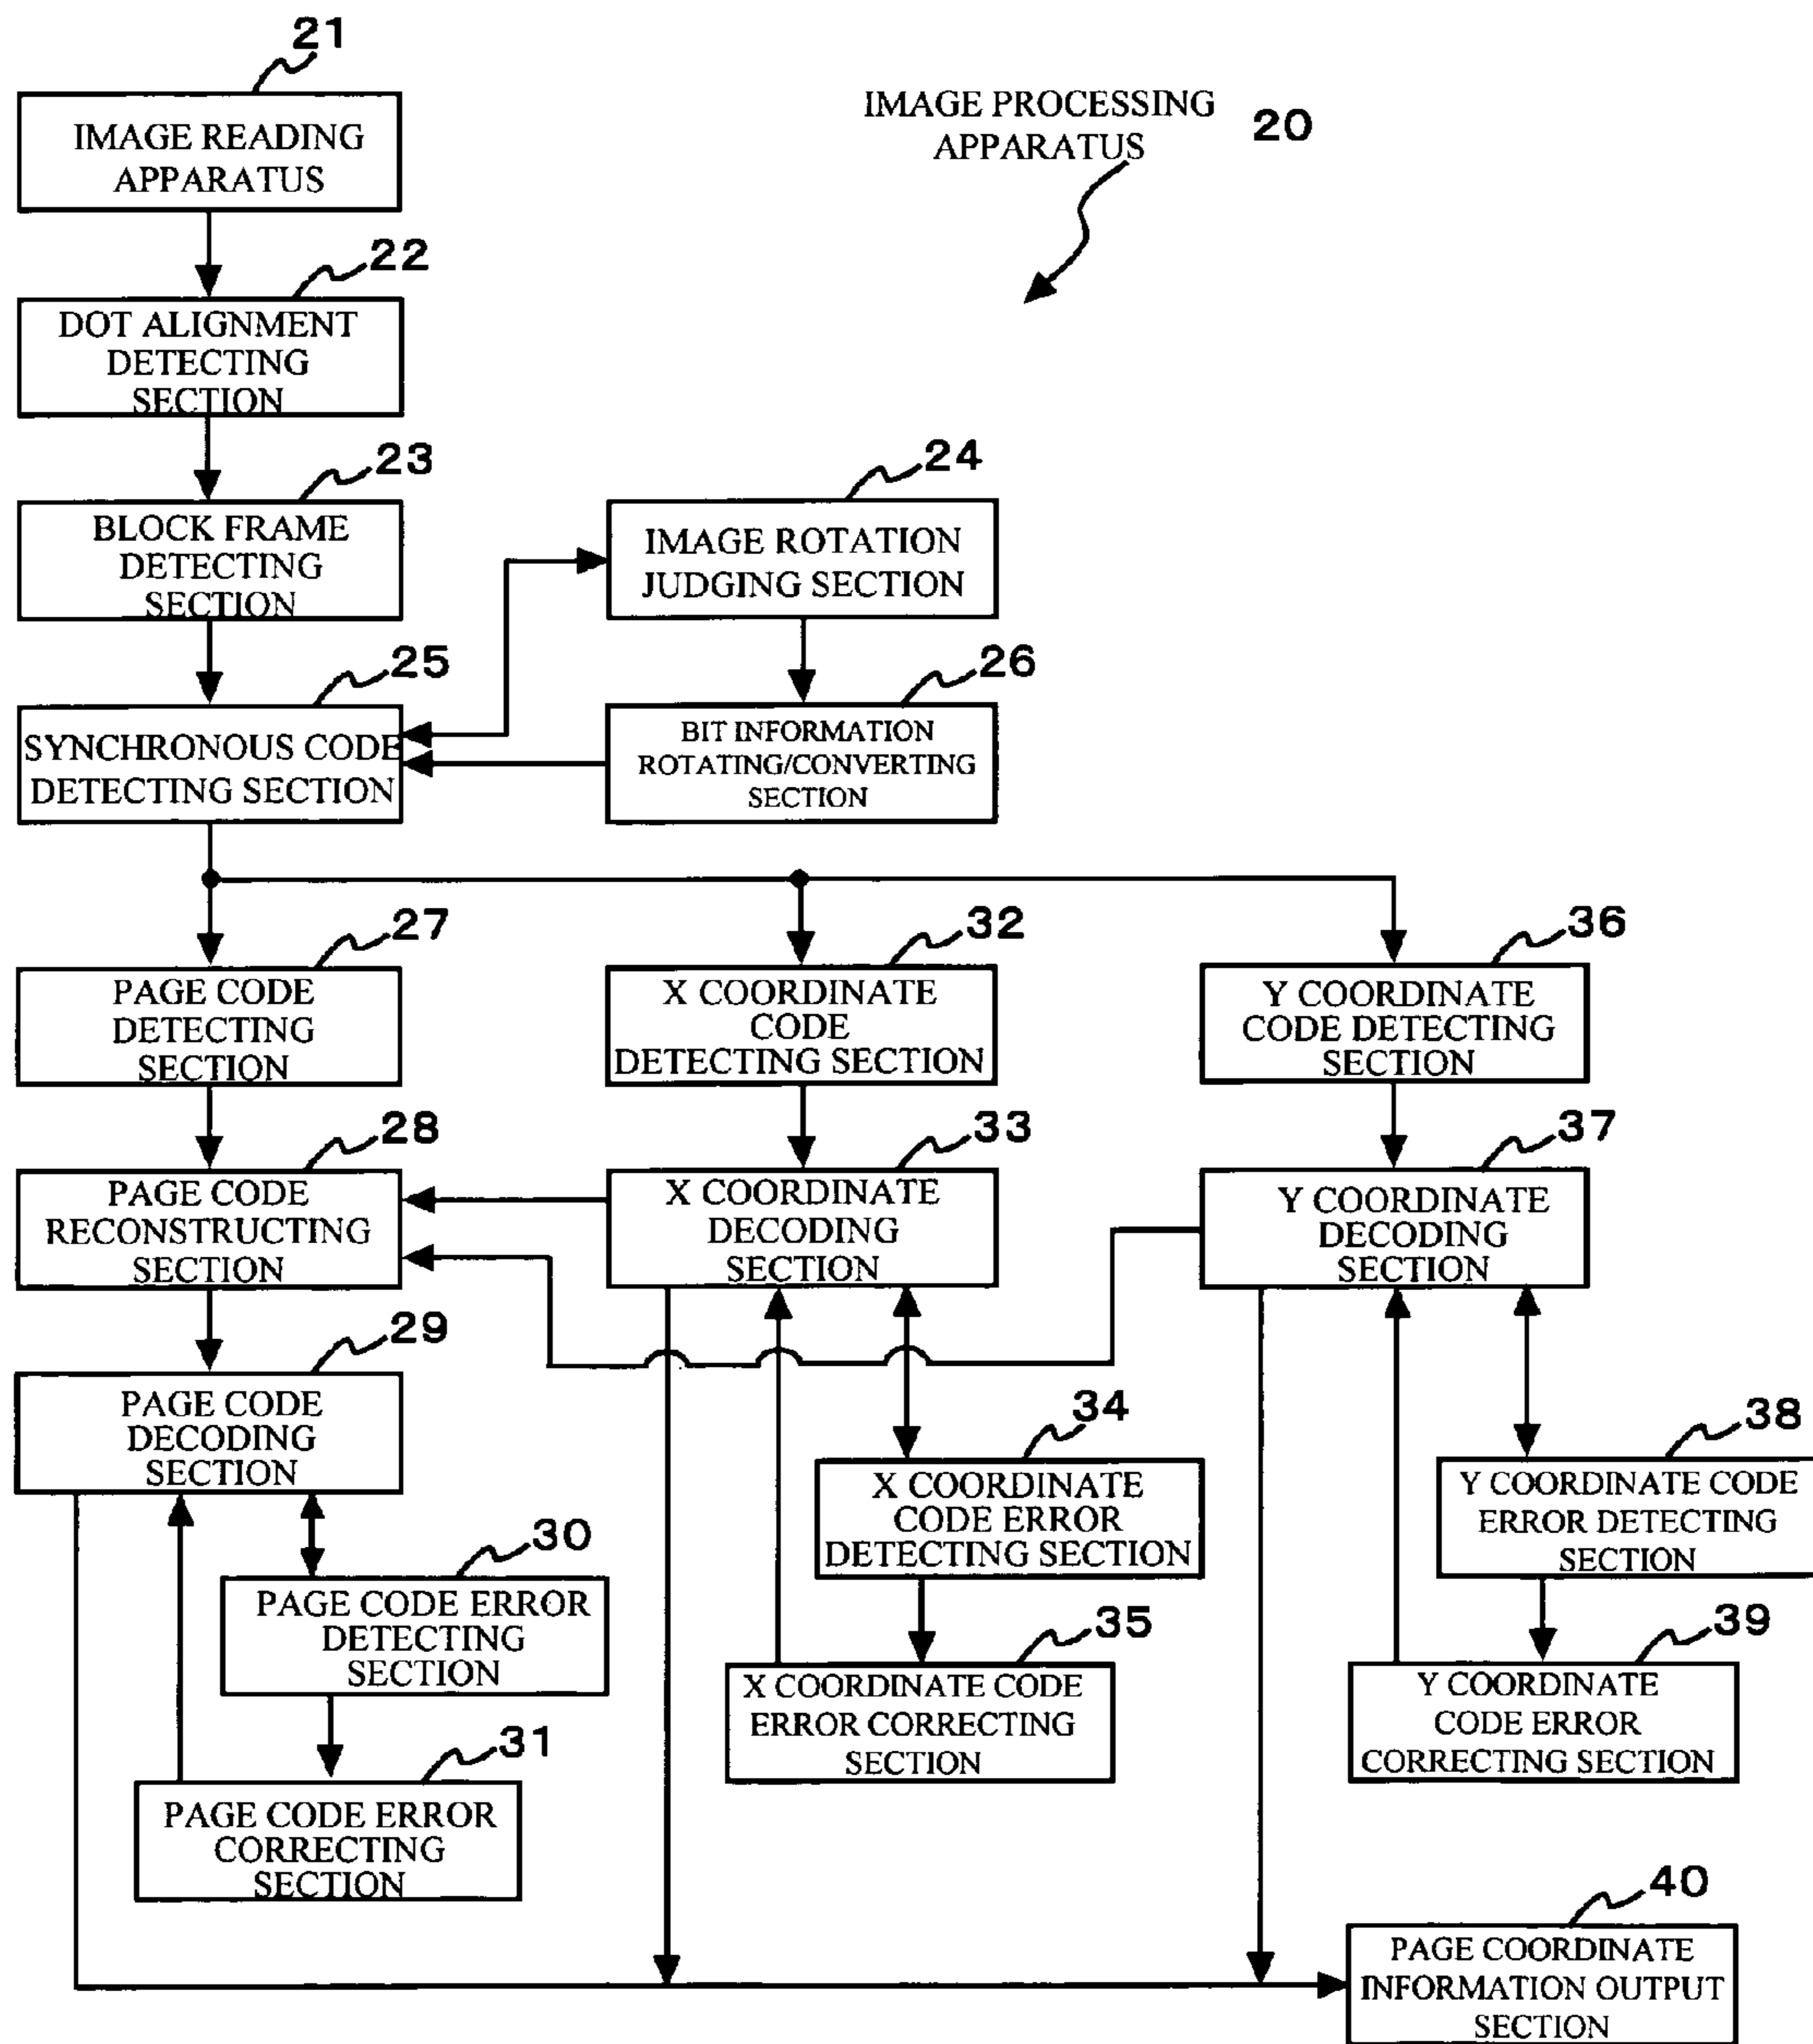 21
IMAGE READING
APPARATUS
IMAGE PROCESSING
APPARATUS
20
22
DOT ALIGNMENT
DETECTING
SECTION
23
BLOCK FRAME
DETECTING
SECTION
24
IMAGE ROTATION
JUDGING SECTION
25
SYNCHRONOUS CODE
DETECTING SECTION
26
BIT INFORMATION
ROTATING/CONVERTING
SECTION
27
PAGE CODE
DETECTING
SECTION
32
X COORDINATE
CODE
DETECTING SECTION
36
Y COORDINATE
CODE DETECTING
SECTION
28
PAGE CODE
RECONSTRUCTING
SECTION
33
X COORDINATE
DECODING
SECTION
37
Y COORDINATE
DECODING
SECTION
29
PAGE CODE
DECODING
SECTION
34
X COORDINATE
CODE ERROR
DETECTING SECTION
38
Y COORDINATE CODE
ERROR DETECTING
SECTION
30
PAGE CODE ERROR
DETECTING
SECTION
35
X COORDINATE CODE
ERROR CORRECTING
SECTION
39
Y COORDINATE
CODE ERROR
CORRECTING SECTION
31
PAGE CODE ERROR
CORRECTING
SECTION
40
PAGE COORDINATE
INFORMATION OUTPUT
SECTION